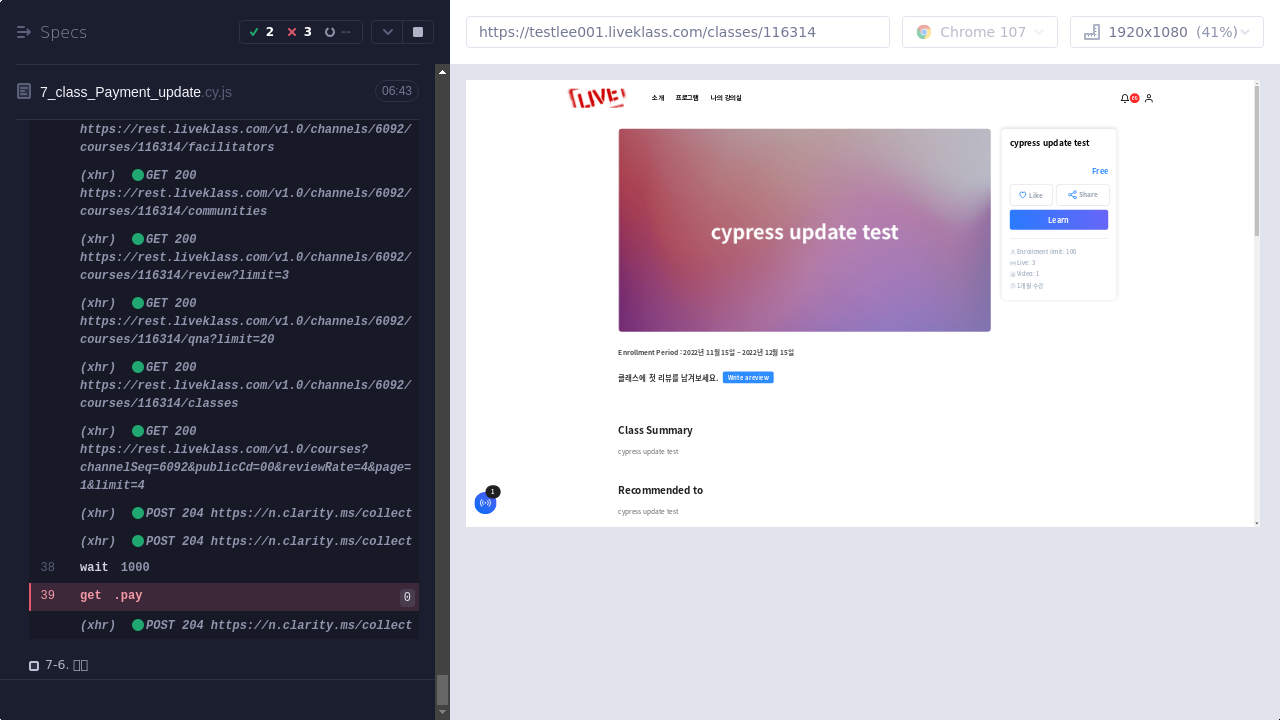 Specs
2
3
--
7_class_Payment_update.cy.js
06:43
https://rest.liveklass.com/v1.0/channels/6092/
courses/116314/facilitators
(xhr) GET 200
https://rest.liveklass.com/v1.0/channels/6092/
courses/116314/communities
(xhr) GET 200
https://rest.liveklass.com/v1.0/channels/6092/
courses/116314/review?limit=3
(xhr) GET 200
https://rest.liveklass.com/v1.0/channels/6092/
courses/116314/qna?limit=20
(xhr) GET 200
https://rest.liveklass.com/v1.0/channels/6092/
courses/116314/classes
(xhr) GET 200
https://rest.liveklass.com/v1.0/courses?
channelSeq=6092&publicCd=00&reviewRate=4&page=
1&limit=4
(xhr) POST 204 https://n.clarity.ms/collect
(xhr) POST 204 https://n.clarity.ms/collect
38 wait 1000
39 get .pay 0
(xhr) POST 204 https://n.clarity.ms/collect
7-6.
https://testlee001.liveklass.com/classes/116314
Chrome 107
1920x1080 (41%)
LIVE!
소개 프로그램 나의 강의실
cypress update test
cypress update test
Free
Like
Share
Learn
Enrollment limit: 100
Live: 3
Video: 1
1개월 수강
Enrollment Period : 2022년 11월 15일 ~ 2022년 12월 15일
클래스에 첫 리뷰를 남겨보세요. Write a review
Class Summary
cypress update test
Recommended to
cypress update test
1